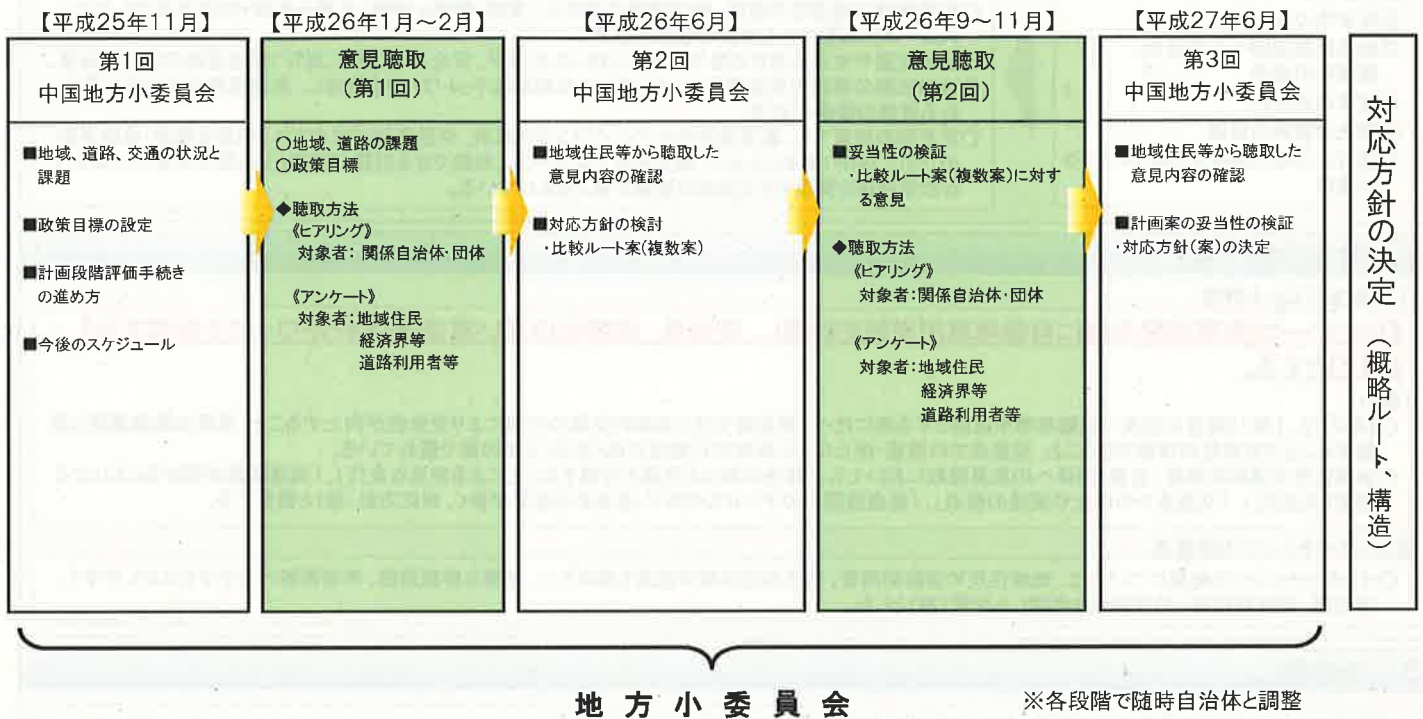 【平成25年11月】
第1回
中国地方小委員会
■地域、道路、交通の状況と
課題
■政策目標の設定
■計画段階評価手続き
の進め方
■今後のスケジュール
【平成26年1月～2月】
意見聴取
(第1回)
○地域、道路の課題
○政策目標
◆聴取方法
《ヒアリング》
対象者： 関係自治体・団体
《アンケート》
対象者：地域住民
経済界等
道路利用者等
【平成26年6月】
第2回
中国地方小委員会
■地域住民等から聴取した
意見内容の確認
■対応方針の検討
・比較ルート案(複数案)
【平成26年9～11月】
意見聴取
(第2回)
■妥当性の検証
・比較ルート案(複数案)に対す
る意見
◆聴取方法
《ヒアリング》
対象者：関係自治体・団体
《アンケート》
対象者：地域住民
経済界等
道路利用者等
【平成27年6月】
第3回
中国地方小委員会
■地域住民等から聴取した
意見内容の確認
■計画案の妥当性の検証
・対応方針(案)の決定
対応方針の決定（概略ルート、構造）
地方小委員会
※各段階で随時自治体と調整